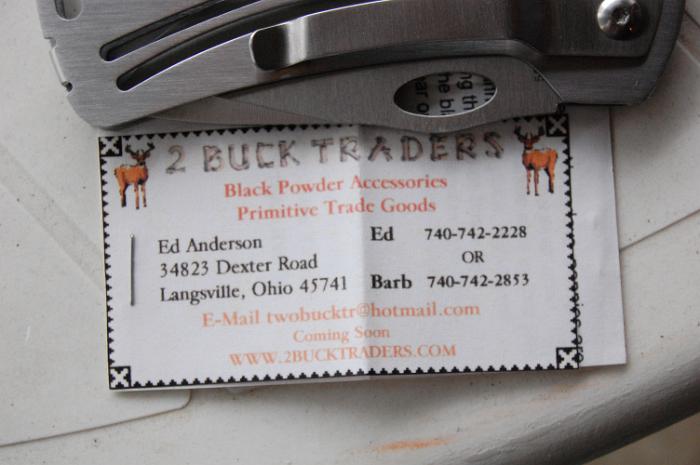 2 BUCK TRADERS
Black Powder Accessories
Primitive Trade Goods
Ed Anderson
34823 Dexter Road
Langsville, Ohio 45741
Ed 740-742-2228
OR
Barb 740-742-2853
E-Mail twobucktr@hotmail.com
Coming Soon
WWW.2BUCKTRADERS.COM